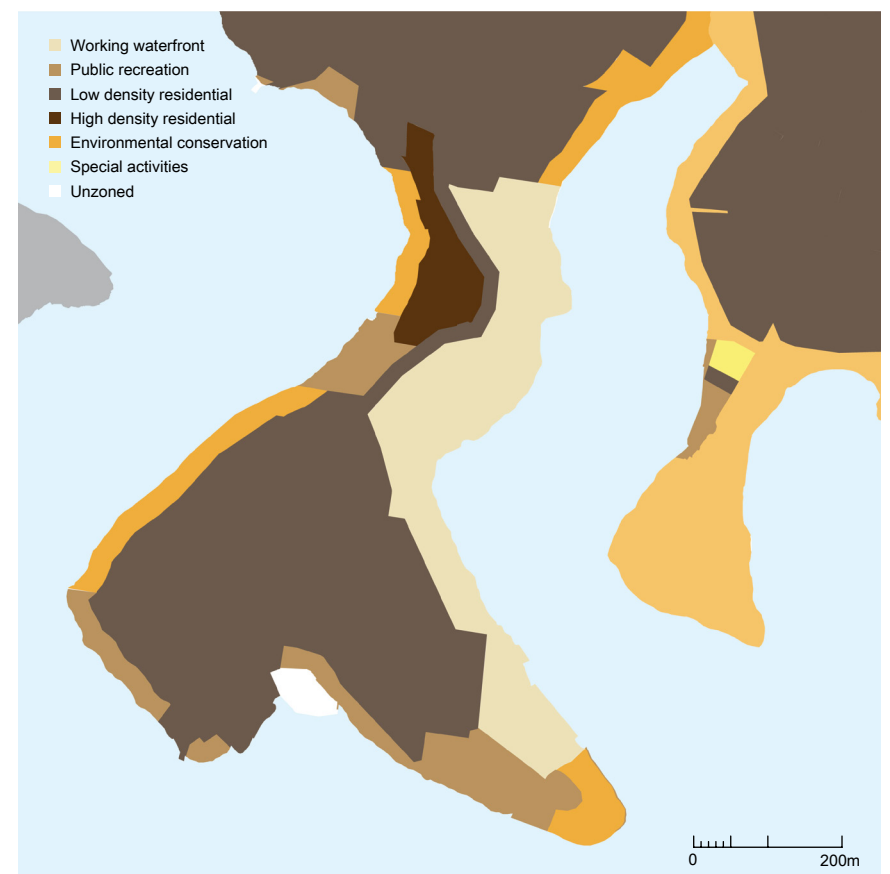 Working waterfront
Public recreation
Low density residential
High density residential
Environmental conservation
Special activities
Unzoned
0 200m